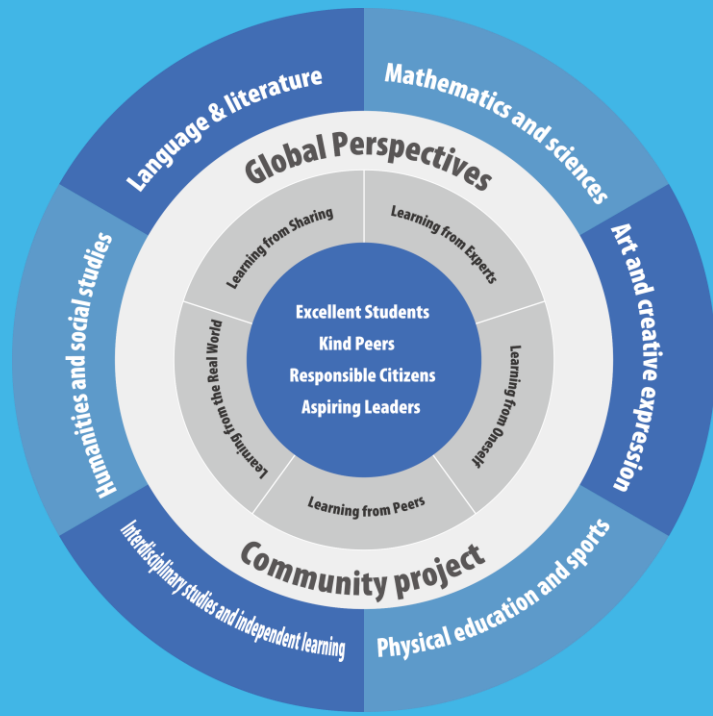 Language & literature
Mathematics and sciences
Art and creative expression
Physical education and sports
Interdisciplinary studies and independent learning
Humanities and social studies
Global Perspectives
Community project
Learning from Sharing
Learning from Experts
Learning from Oneself
Learning from Peers
Learning from the Real World
Excellent Students
Kind Peers
Responsible Citizens
Aspiring Leaders